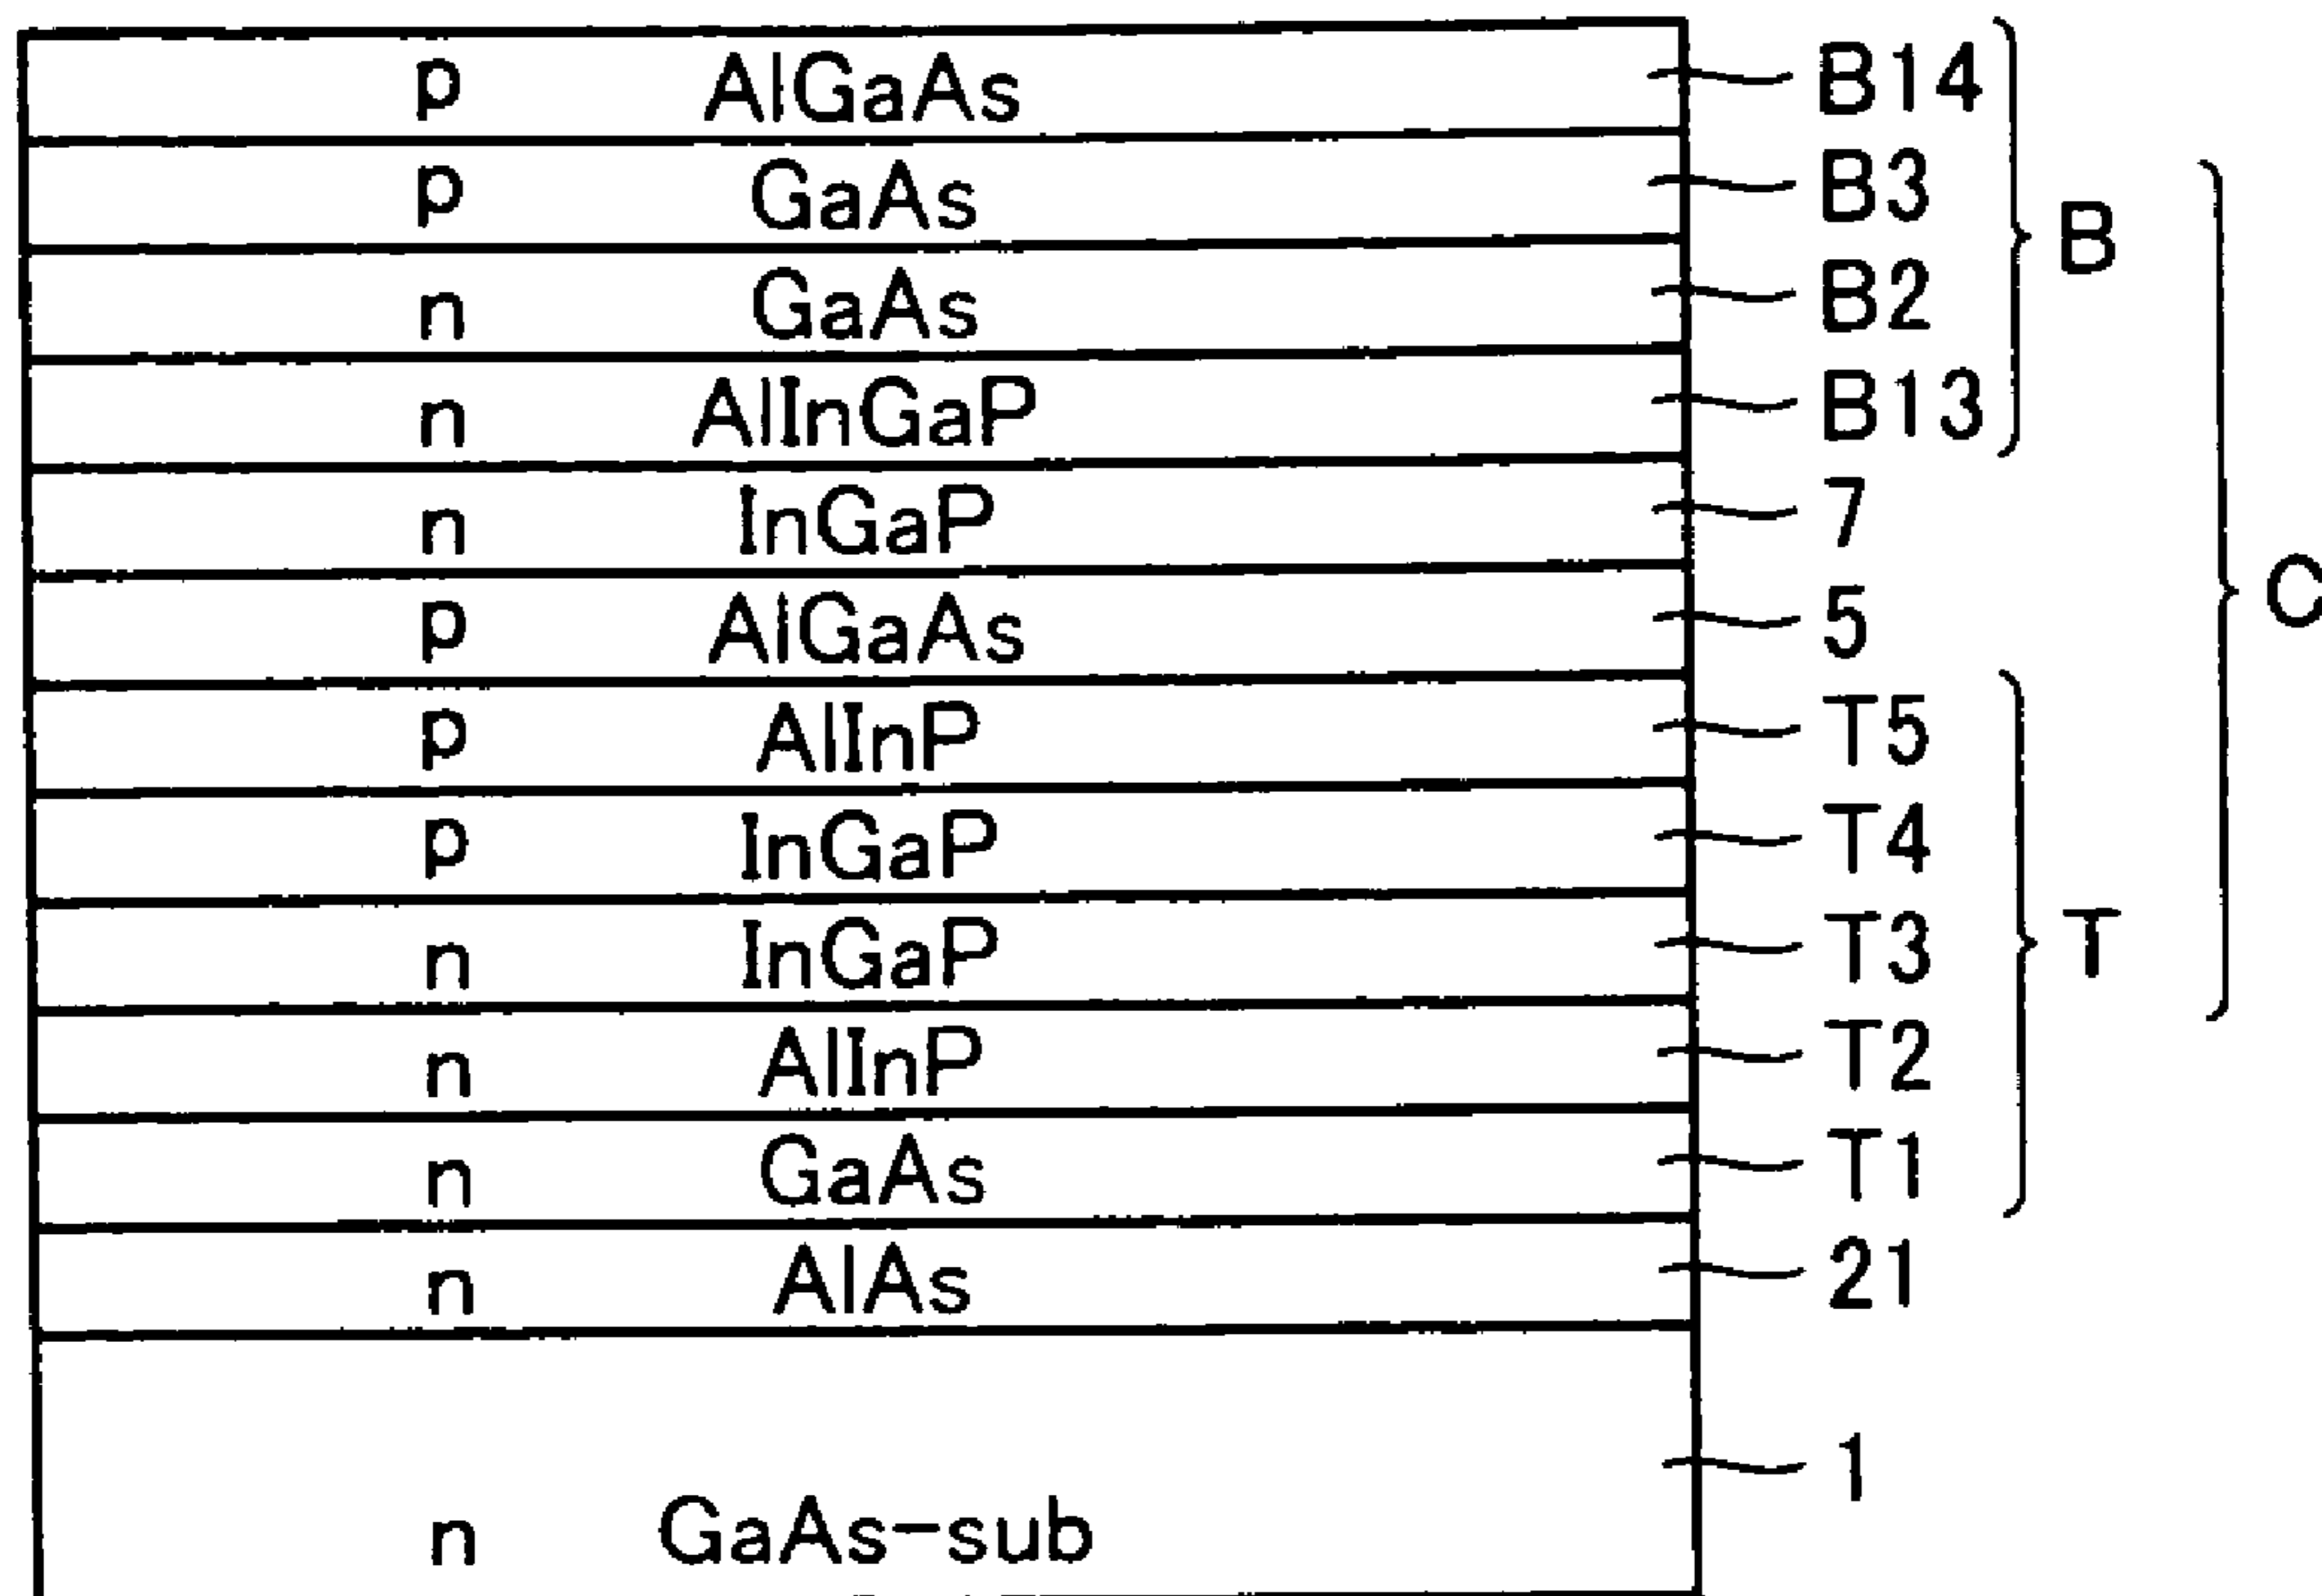 p AlGaAs B14
p GaAs B3
B
n GaAs B2
n AlInGaP B13
n InGaP 7
C
p AlGaAs 5
p AlInP T5
p InGaP T4
n InGaP T3
T
n AlInP T2
n GaAs T1
n AlAs 21
1
n GaAs-sub